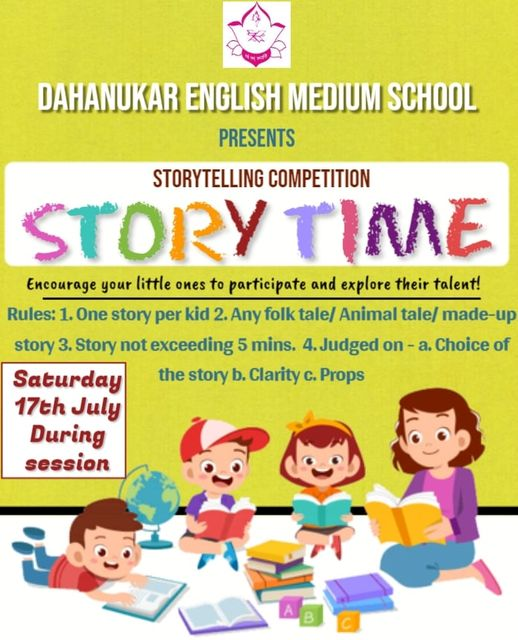 DAHANUKAR ENGLISH MEDIUM SCHOOL
PRESENTS
STORYTELLING COMPETITION
STORY TIME
Encourage your little ones to participate and explore their talent!
Rules: 1. One story per kid 2. Any folk tale/ Animal tale/ made-up
story 3. Story not exceeding 5 mins. 4. Judged on - a. Choice of
the story b. Clarity c. Props
Saturday
17th July
During
session
A B C